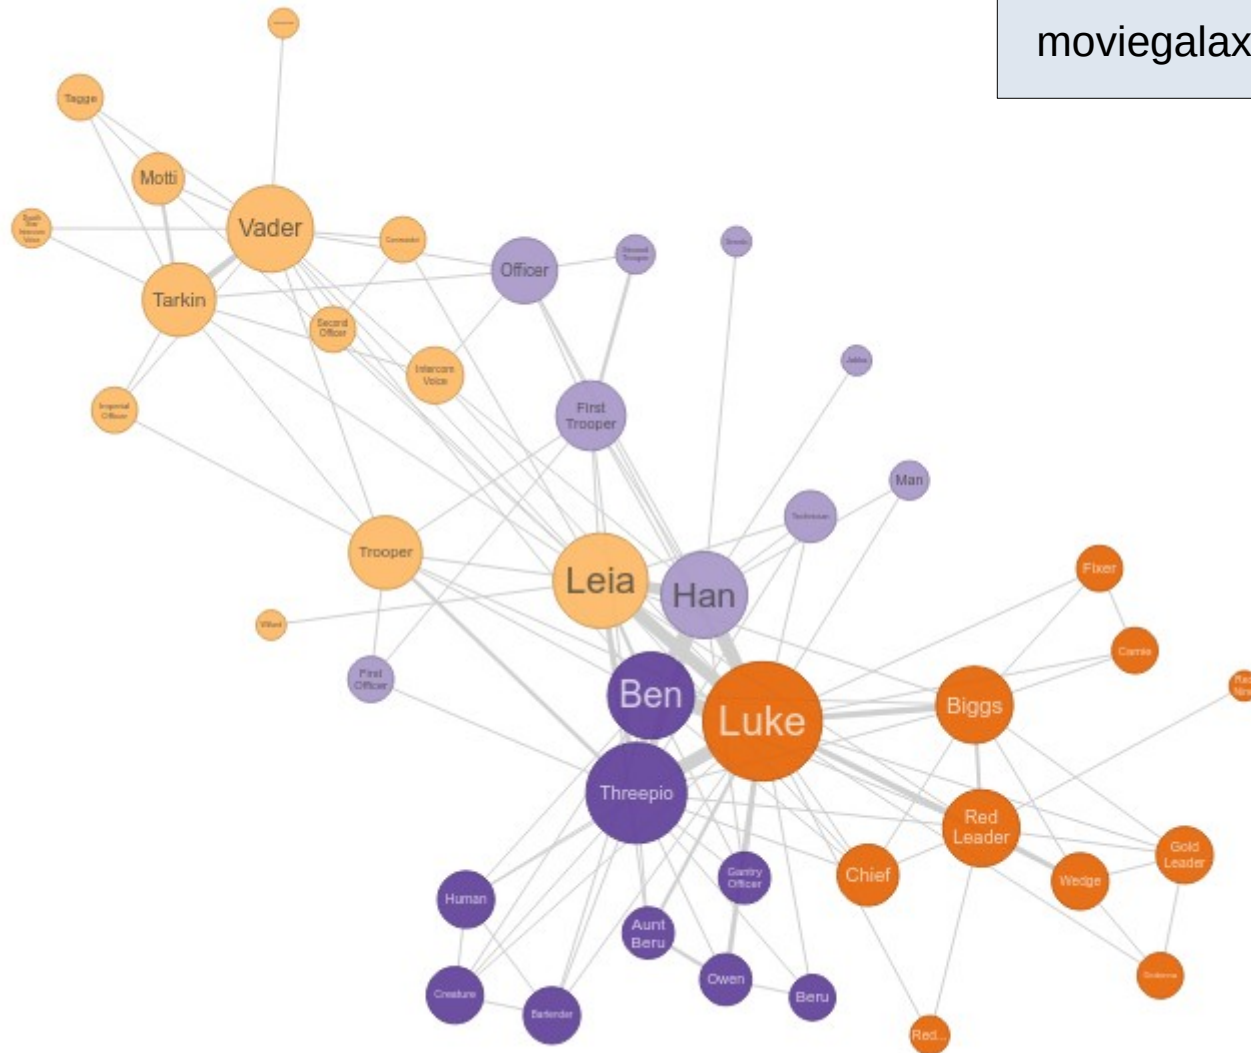 moviegalax
Tagge
Motti
Vader
Tarkin
Officer
Second
Officer
Intercom
Voice
Imperial
Officer
First
Trooper
Man
Technician
Trooper
Leia
Han
Fixer
Camie
First
Officer
Ben
Luke
Biggs
Red
Threepio
Red
Leader
Gold
Leader
Chief
Wedge
Gantry
Officer
Human
Aunt
Beru
Owen
Beru
Creature
Bartender
Red...